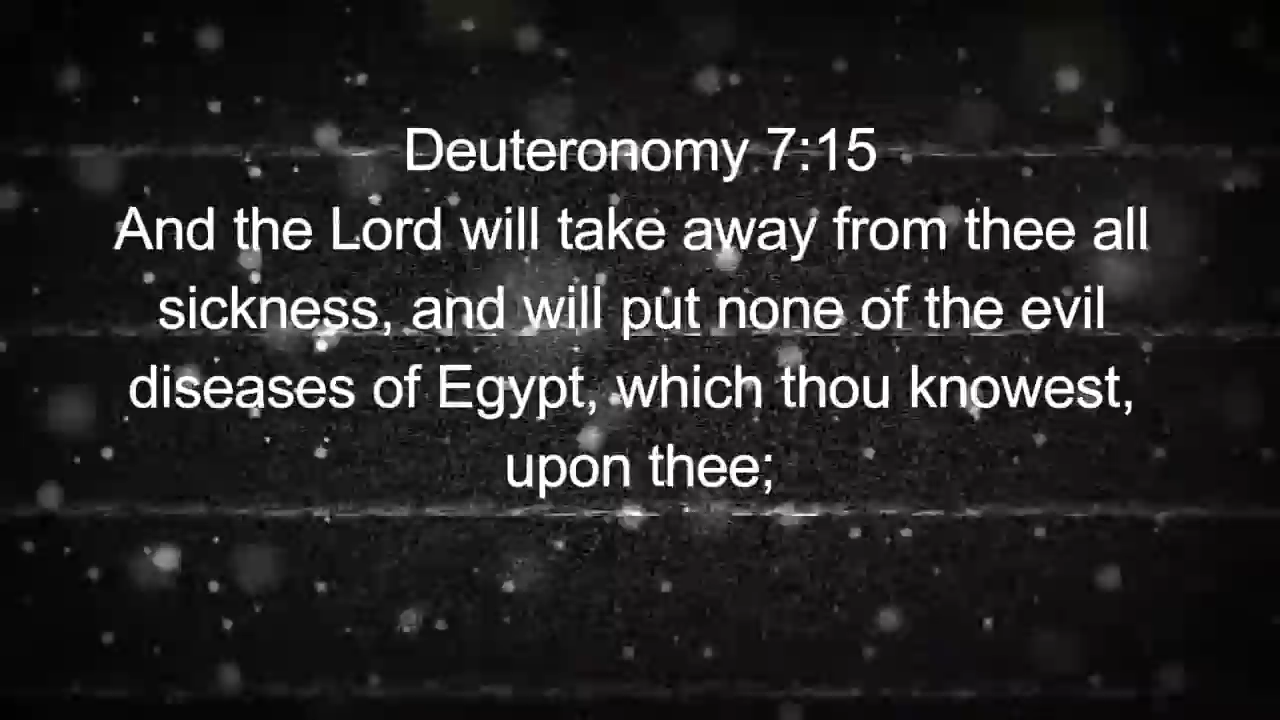 Deuteronomy 7:15
And the Lord will take away from thee all
sickness, and will put none of the evil
diseases of Egypt, which thou knowest,
upon thee;